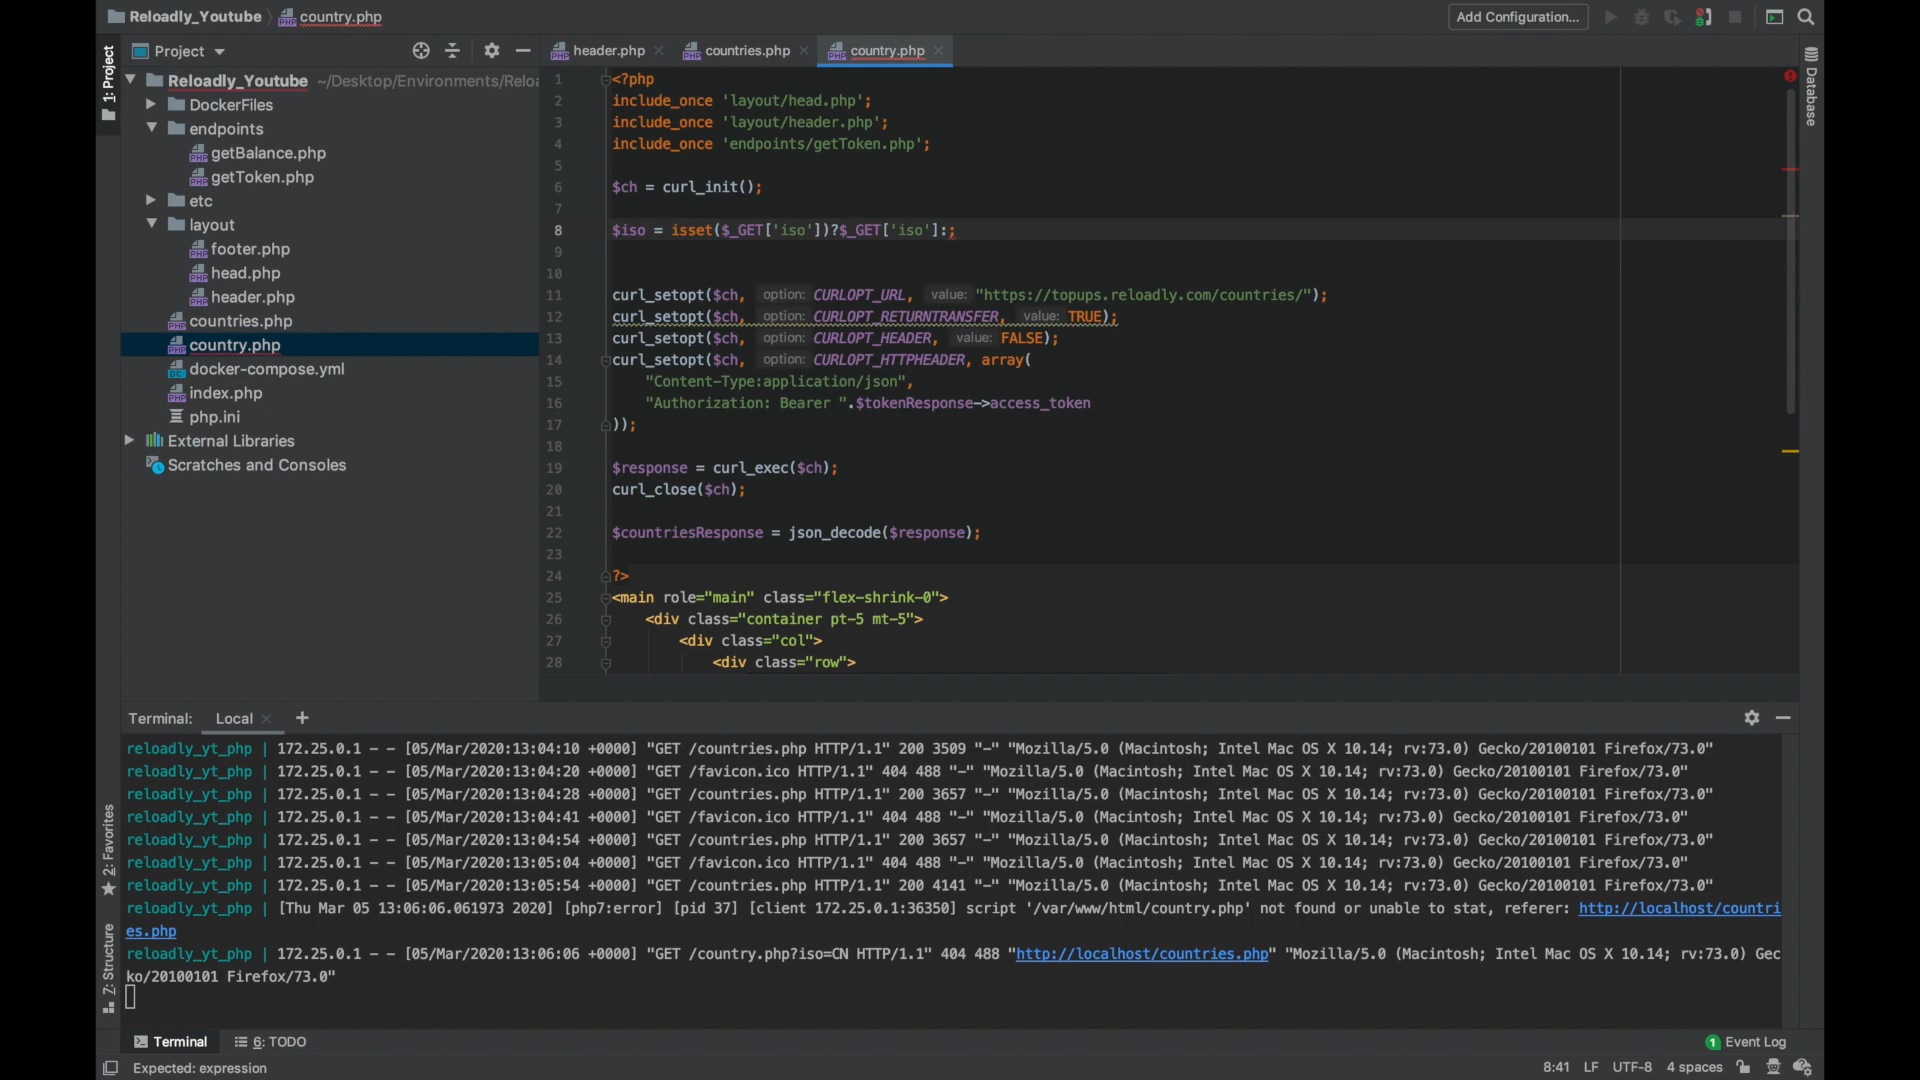 Reloadly_Youtube
country.php
Add Configuration...
1: Project
Project
header.php
countries.php
country.php
Database
Reloadly_Youtube ~/Desktop/Environments/Reloa
DockerFiles
endpoints
getBalance.php
getToken.php
etc
layout
footer.php
head.php
header.php
countries.php
country.php
docker-compose.yml
index.php
php.ini
External Libraries
Scratches and Consoles
1 <?php
2 include_once 'layout/head.php';
3 include_once 'layout/header.php';
4 include_once 'endpoints/getToken.php';
5
6 $ch = curl_init();
7
8 $iso = isset($_GET['iso'])?$_GET['iso']:;
9
10
11 curl_setopt($ch, option: CURLOPT_URL, value: "https://topups.reloadly.com/countries/");
12 curl_setopt($ch, option: CURLOPT_RETURNTRANSFER, value: TRUE);
13 curl_setopt($ch, option: CURLOPT_HEADER, value: FALSE);
14 curl_setopt($ch, option: CURLOPT_HTTPHEADER, array(
15 "Content-Type:application/json",
16 "Authorization: Bearer ".$tokenResponse->access_token
17 ));
18
19 $response = curl_exec($ch);
20 curl_close($ch);
21
22 $countriesResponse = json_decode($response);
23
24 ?>
25 <main role="main" class="flex-shrink-0">
26 <div class="container pt-5 mt-5">
27 <div class="col">
28 <div class="row">
Terminal: Local
reloadly_yt_php | 172.25.0.1 - - [05/Mar/2020:13:04:10 +0000] "GET /countries.php HTTP/1.1" 200 3509 "-" "Mozilla/5.0 (Macintosh; Intel Mac OS X 10.14; rv:73.0) Gecko/20100101 Firefox/73.0"
reloadly_yt_php | 172.25.0.1 - - [05/Mar/2020:13:04:20 +0000] "GET /favicon.ico HTTP/1.1" 404 488 "-" "Mozilla/5.0 (Macintosh; Intel Mac OS X 10.14; rv:73.0) Gecko/20100101 Firefox/73.0"
reloadly_yt_php | 172.25.0.1 - - [05/Mar/2020:13:04:28 +0000] "GET /countries.php HTTP/1.1" 200 3657 "-" "Mozilla/5.0 (Macintosh; Intel Mac OS X 10.14; rv:73.0) Gecko/20100101 Firefox/73.0"
reloadly_yt_php | 172.25.0.1 - - [05/Mar/2020:13:04:41 +0000] "GET /favicon.ico HTTP/1.1" 404 488 "-" "Mozilla/5.0 (Macintosh; Intel Mac OS X 10.14; rv:73.0) Gecko/20100101 Firefox/73.0"
reloadly_yt_php | 172.25.0.1 - - [05/Mar/2020:13:04:54 +0000] "GET /countries.php HTTP/1.1" 200 3657 "-" "Mozilla/5.0 (Macintosh; Intel Mac OS X 10.14; rv:73.0) Gecko/20100101 Firefox/73.0"
reloadly_yt_php | 172.25.0.1 - - [05/Mar/2020:13:05:04 +0000] "GET /favicon.ico HTTP/1.1" 404 488 "-" "Mozilla/5.0 (Macintosh; Intel Mac OS X 10.14; rv:73.0) Gecko/20100101 Firefox/73.0"
reloadly_yt_php | 172.25.0.1 - - [05/Mar/2020:13:05:54 +0000] "GET /countries.php HTTP/1.1" 200 4141 "-" "Mozilla/5.0 (Macintosh; Intel Mac OS X 10.14; rv:73.0) Gecko/20100101 Firefox/73.0"
reloadly_yt_php | [Thu Mar 05 13:06:06.061973 2020] [php7:error] [pid 37] [client 172.25.0.1:36350] script '/var/www/html/country.php' not found or unable to stat, referer: http://localhost/countri
es.php
reloadly_yt_php | 172.25.0.1 - - [05/Mar/2020:13:06:06 +0000] "GET /country.php?iso=CN HTTP/1.1" 404 488 "http://localhost/countries.php" "Mozilla/5.0 (Macintosh; Intel Mac OS X 10.14; rv:73.0) Gec
ko/20100101 Firefox/73.0"
2: Favorites
7: Structure
Terminal
6: TODO
1 Event Log
Expected: expression
8:41 LF UTF-8 4 spaces